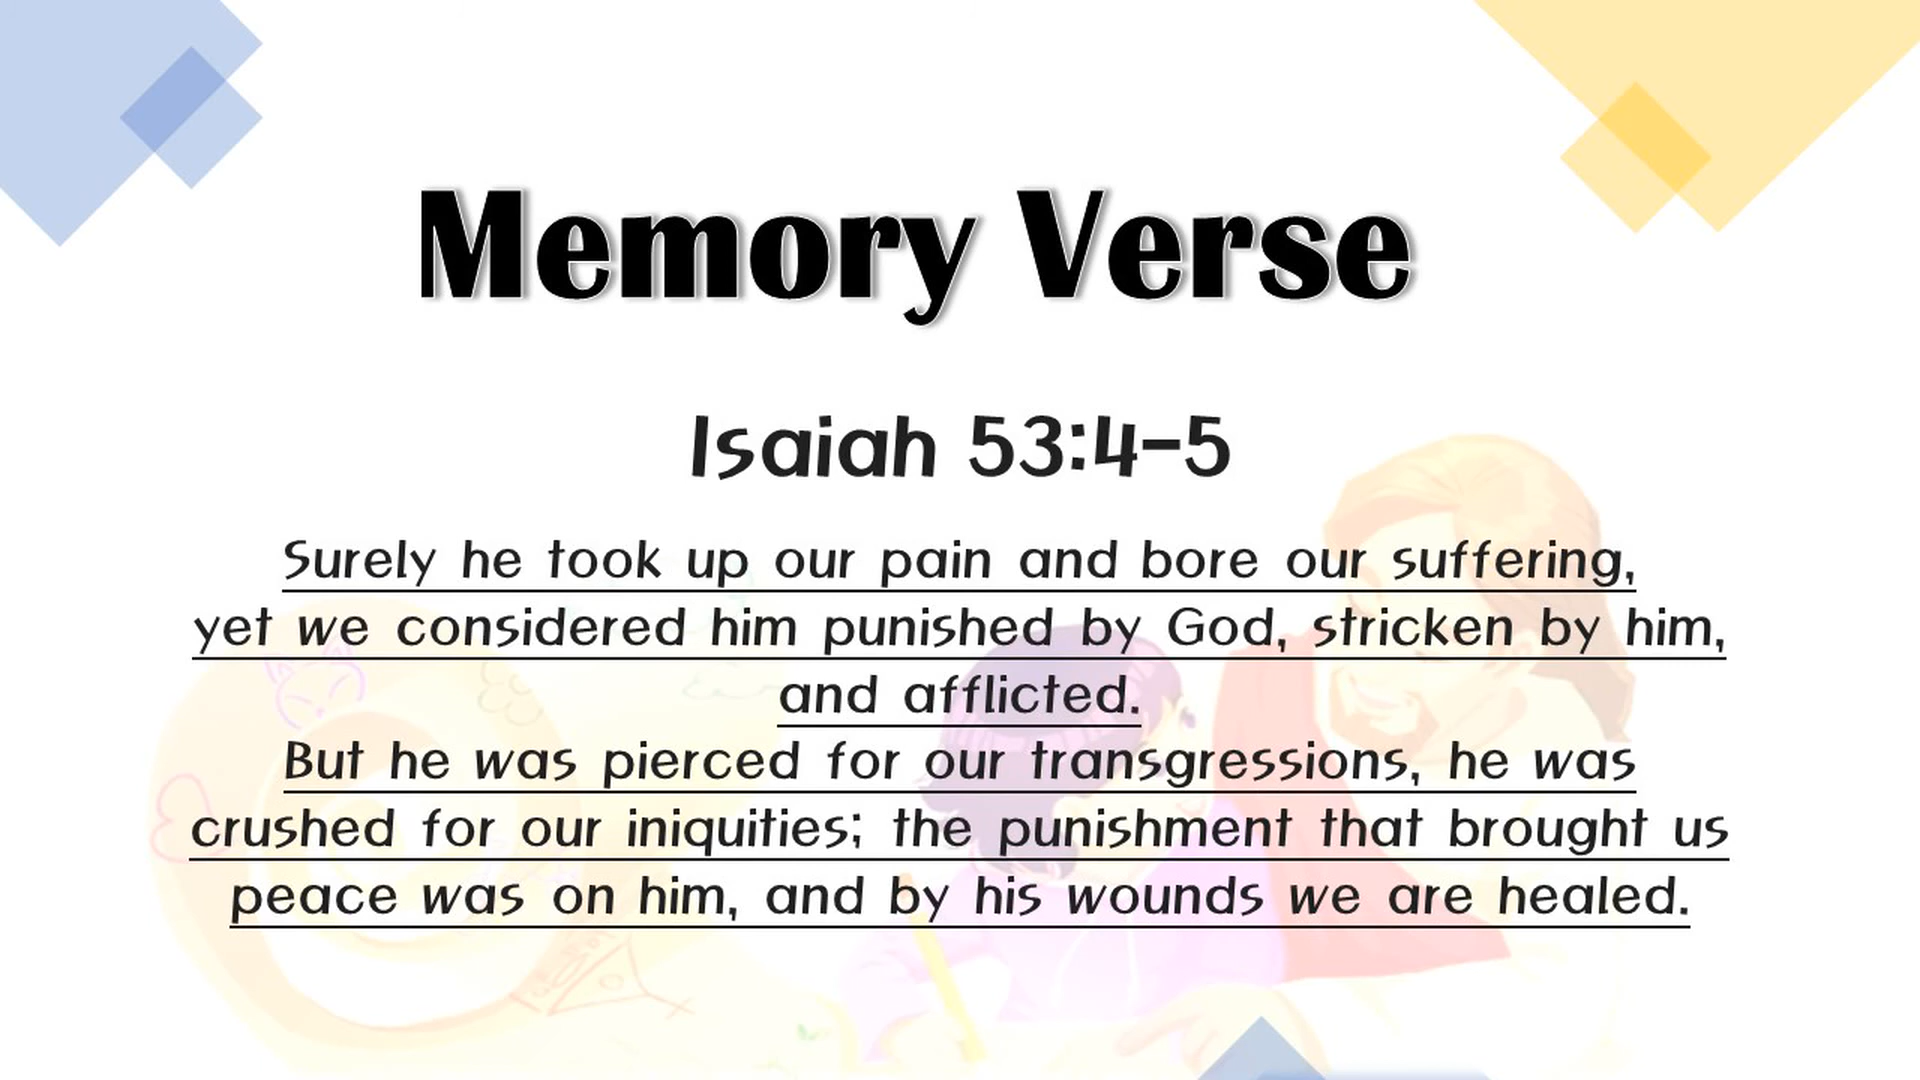 Memory Verse
Isaiah 53:4-5
Surely he took up our pain and bore our suffering,
yet we considered him punished by God, stricken by him,
and afflicted.
But he was pierced for our transgressions, he was
crushed for our iniquities; the punishment that brought us
peace was on him, and by his wounds we are healed.